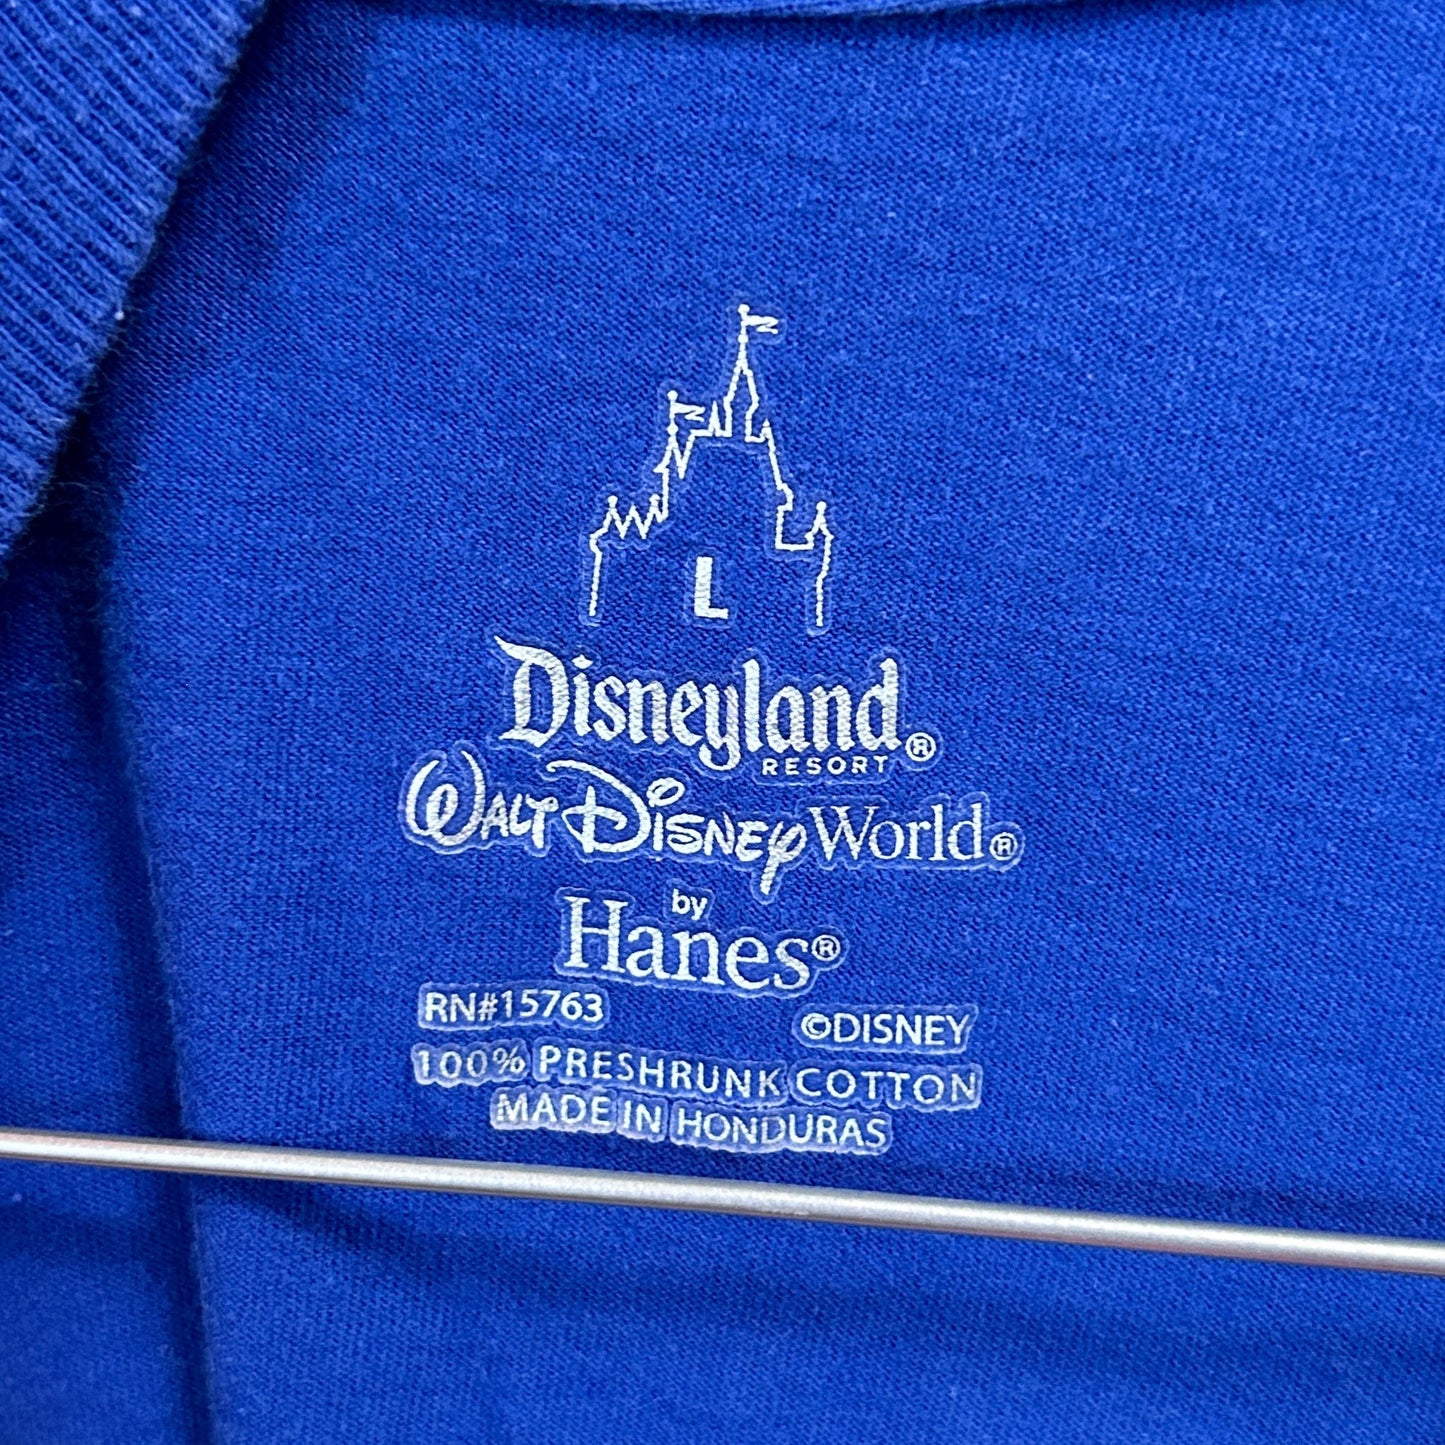 L
Disneyland®
RESORT
WALT DISNEY World®
by
Hanes®
RN#15763
©DISNEY
100% PRESHRUNK COTTON
MADE IN HONDURAS